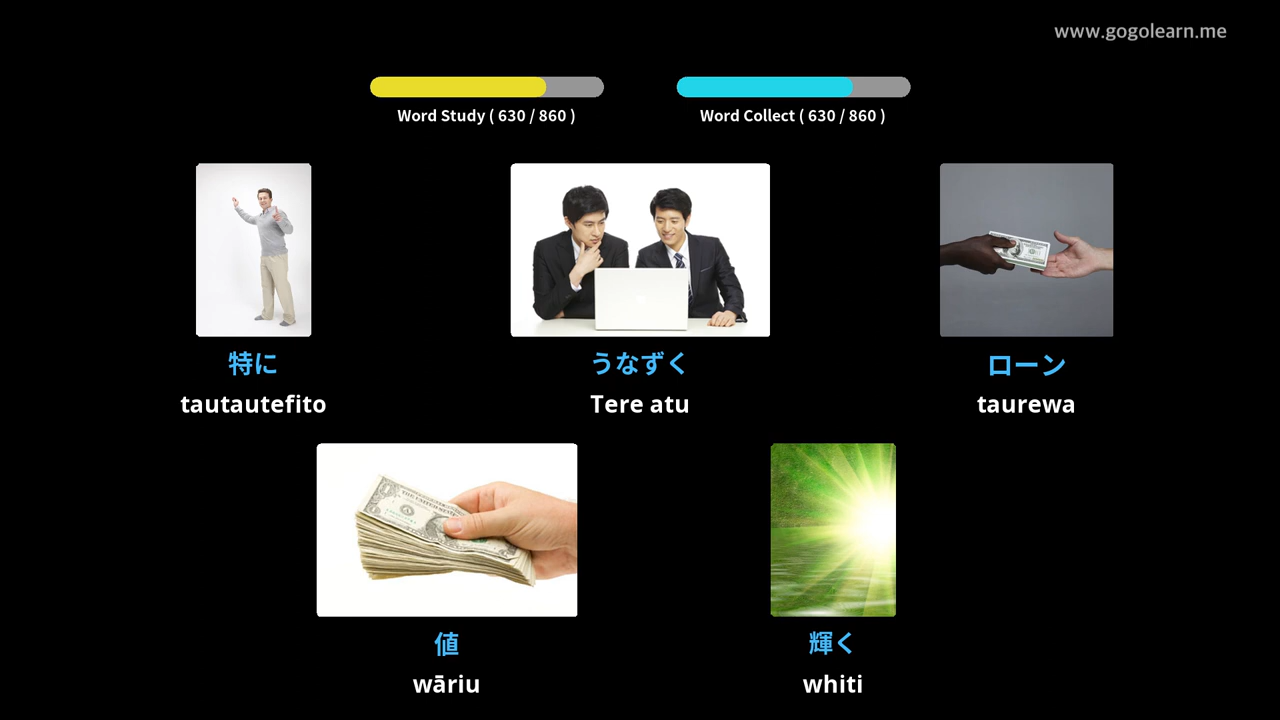 www.gogolearn.me
Word Study ( 630 / 860 )
Word Collect ( 630 / 860 )
特に
tautautefito
うなずく
Tere atu
ローン
taurewa
値
wāriu
輝く
whiti